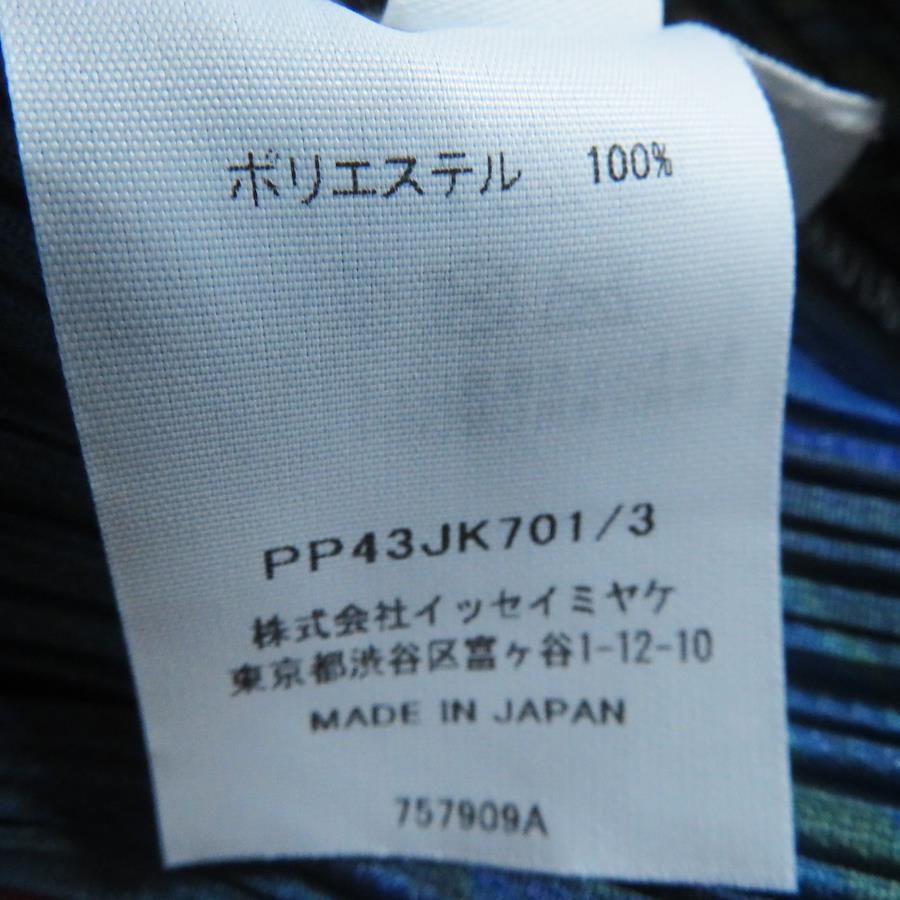 ポリエステル 100%
PP43JK701/3
株式会社イッセイミヤケ
東京都渋谷区富ヶ谷1-12-10
MADE IN JAPAN
757909A